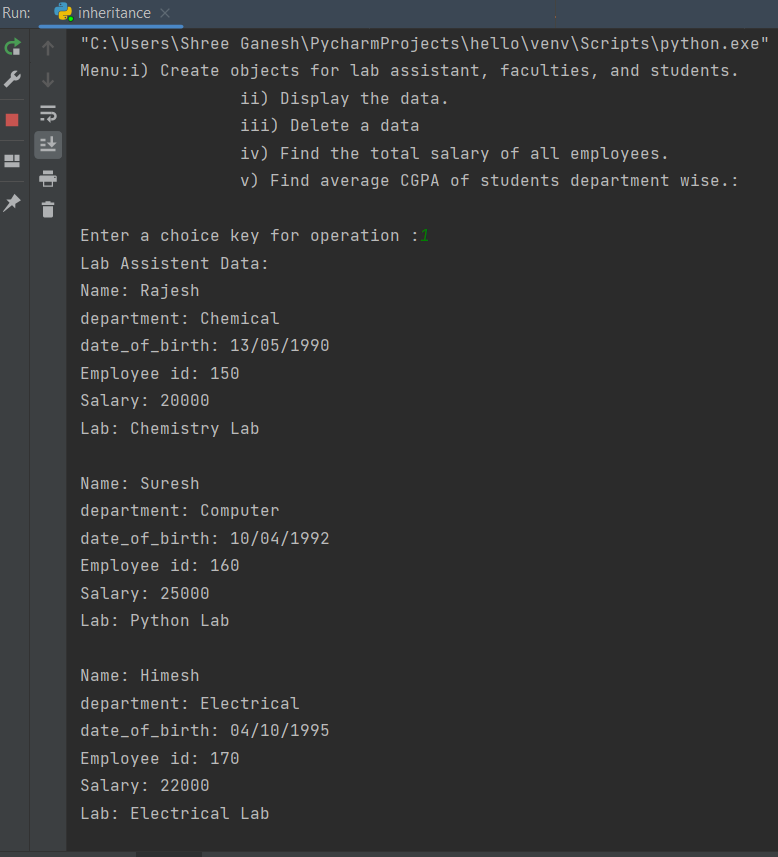 Run: inheritance
"C:\Users\Shree Ganesh\PycharmProjects\hello\venv\Scripts\python.exe"
Menu:i) Create objects for lab assistant, faculties, and students.
ii) Display the data.
iii) Delete a data
iv) Find the total salary of all employees.
v) Find average CGPA of students department wise.:
Enter a choice key for operation :1
Lab Assistent Data:
Name: Rajesh
department: Chemical
date_of_birth: 13/05/1990
Employee id: 150
Salary: 20000
Lab: Chemistry Lab
Name: Suresh
department: Computer
date_of_birth: 10/04/1992
Employee id: 160
Salary: 25000
Lab: Python Lab
Name: Himesh
department: Electrical
date_of_birth: 04/10/1995
Employee id: 170
Salary: 22000
Lab: Electrical Lab